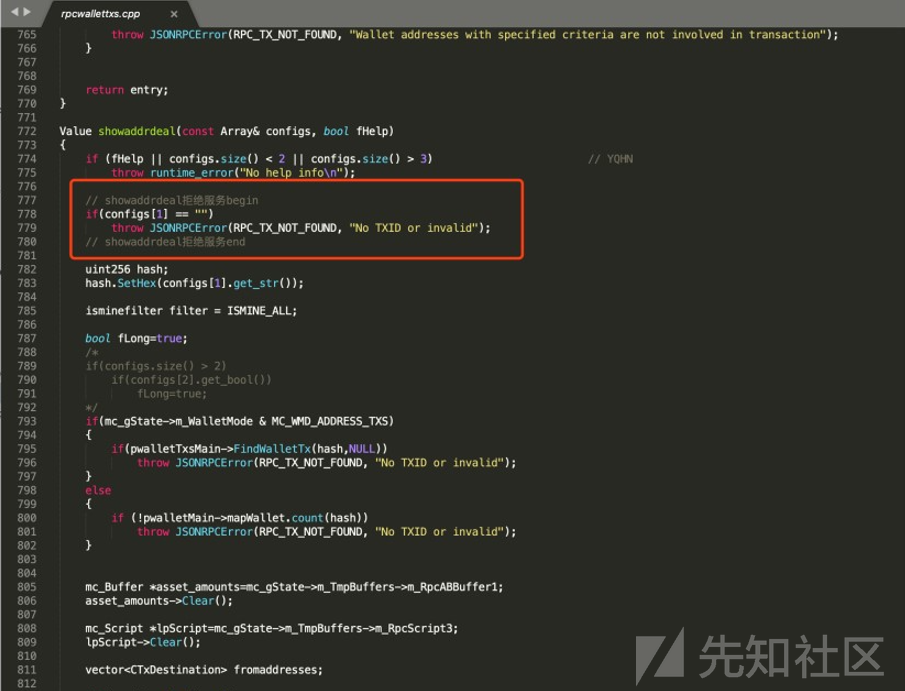 rpcwallettxs.cpp ×
765 throw JSONRPCError(RPC_TX_NOT_FOUND, "Wallet addresses with specified criteria are not involved in transaction");
766 }
767
768
769 return entry;
770 }
771
772 Value showaddrdeal(const Array& configs, bool fHelp)
773 {
774 if (fHelp || configs.size() < 2 || configs.size() > 3) // YQHN
775 throw runtime_error("No help info\n");
776
777 // showaddrdeal拒绝服务begin
778 if(configs[1] == "")
779 throw JSONRPCError(RPC_TX_NOT_FOUND, "No TXID or invalid");
780 // showaddrdeal拒绝服务end
781
782 uint256 hash;
783 hash.SetHex(configs[1].get_str());
784
785 isminefilter filter = ISMINE_ALL;
786
787 bool fLong=true;
788 /*
789 if(configs.size() > 2)
790 if(configs[2].get_bool())
791 fLong=true;
792 */
793 if(mc_gState->m_WalletMode & MC_WMD_ADDRESS_TXS)
794 {
795 if(pwalletTxsMain->FindWalletTx(hash,NULL))
796 throw JSONRPCError(RPC_TX_NOT_FOUND, "No TXID or invalid");
797 }
798 else
799 {
800 if (!pwalletMain->mapWallet.count(hash))
801 throw JSONRPCError(RPC_TX_NOT_FOUND, "No TXID or invalid");
802 }
803
804
805 mc_Buffer *asset_amounts=mc_gState->m_TmpBuffers->m_RpcABBuffer1;
806 asset_amounts->Clear();
807
808 mc_Script *lpScript=mc_gState->m_TmpBuffers->m_RpcScript3;
809 lpScript->Clear();
810
811 vector<CTxDestination> fromaddresses;
812
先知社区